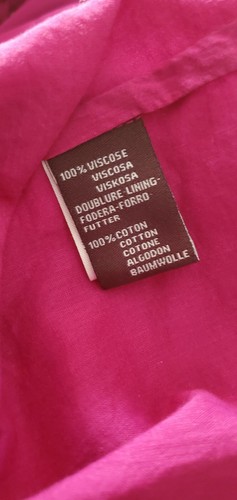 100% VISCOSE
VISCOSA
VISKOSA
DOUBLURE-LINING-
FODERA-FORRO
FUTTER
100% COTON
COTTON
COTONE
ALGODON
BAUMWOLLE